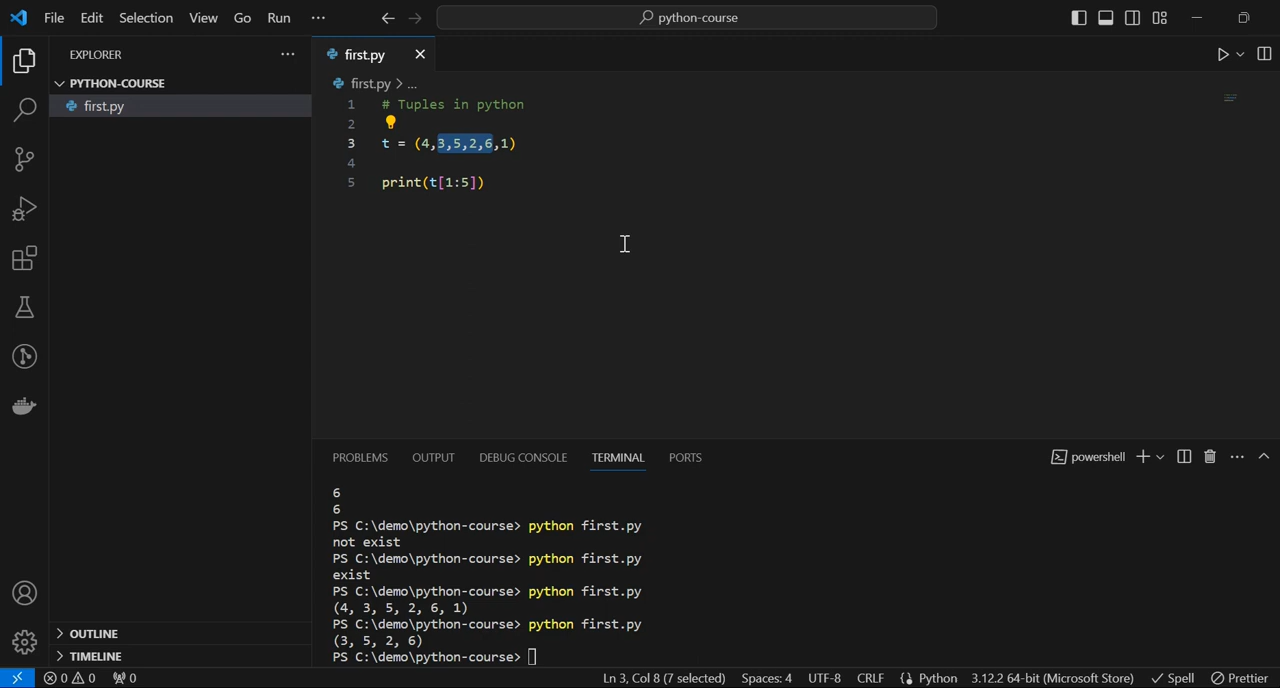 File Edit Selection View Go Run ··· python-course
EXPLORER ···
PYTHON-COURSE
first.py
first.py
first.py > ...
1 # Tuples in python
2
3 t = (4,3,5,2,6,1)
4
5 print(t[1:5])
PROBLEMS OUTPUT DEBUG CONSOLE TERMINAL PORTS powershell
6
6
PS C:\demo\python-course> python first.py
not exist
PS C:\demo\python-course> python first.py
exist
PS C:\demo\python-course> python first.py
(4, 3, 5, 2, 6, 1)
PS C:\demo\python-course> python first.py
(3, 5, 2, 6)
PS C:\demo\python-course>
OUTLINE
TIMELINE
0 0 0 Ln 3, Col 8 (7 selected) Spaces: 4 UTF-8 CRLF Python 3.12.2 64-bit (Microsoft Store) Spell Prettier